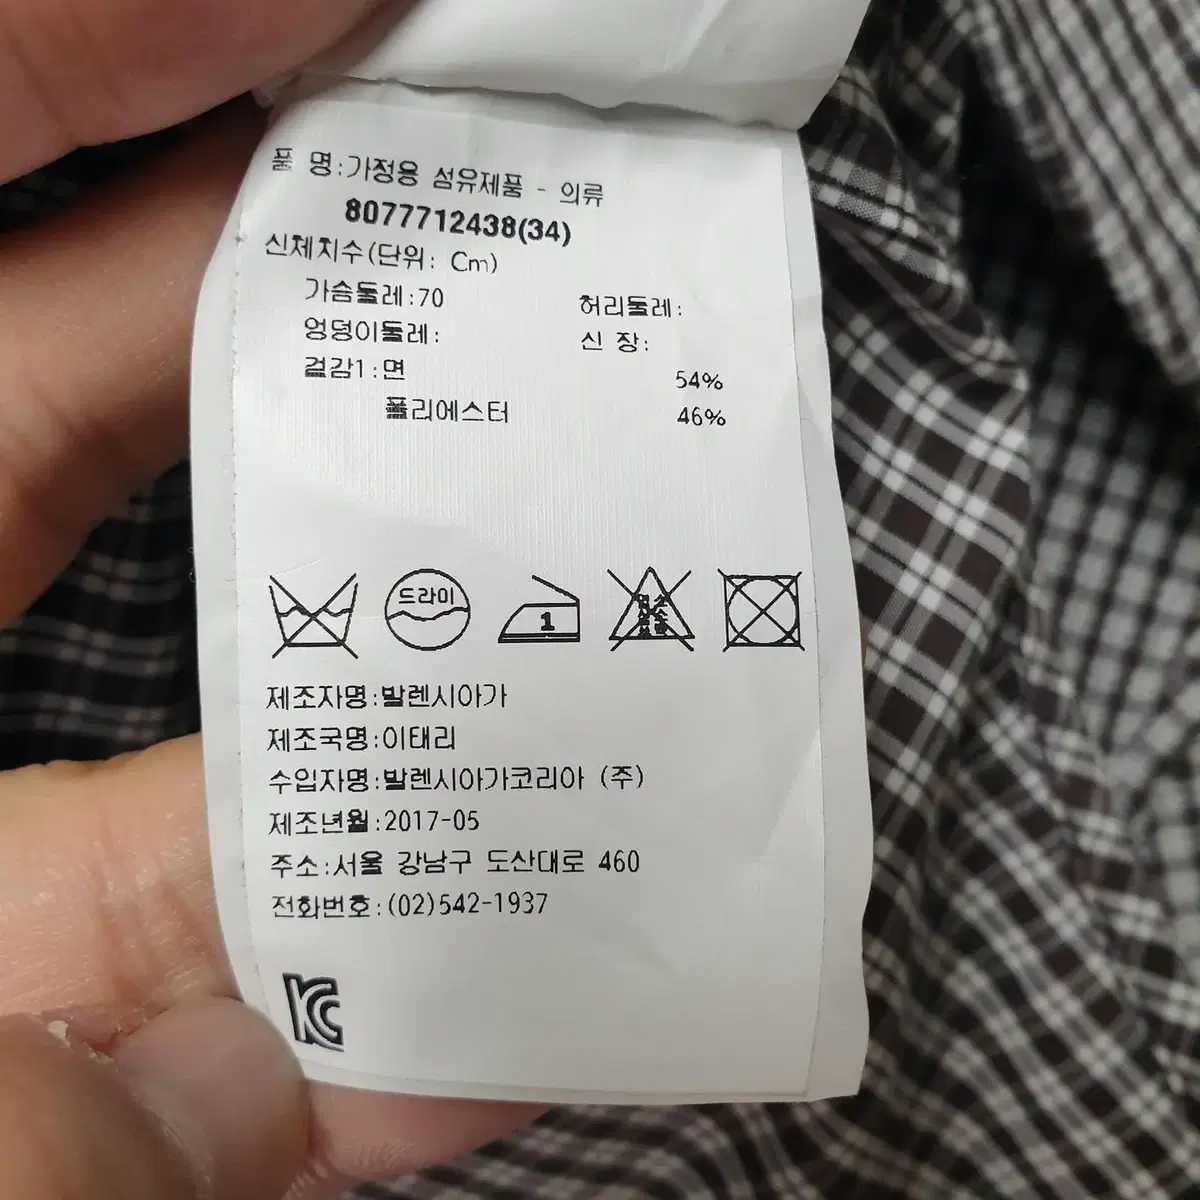 품 명:가정용 섬유제품 - 의류
8077712438(34)
신체치수(단위: Cm)
가슴둘레:70 허리둘레:
엉덩이둘레: 신 장:
겉감1:면 54%
폴리에스터 46%
드라이 1
제조자명:발렌시아가
제조국명:이태리
수입자명:발렌시아가코리아 (주)
제조년월:2017-05
주소:서울 강남구 도산대로 460
전화번호:(02)542-1937
KC